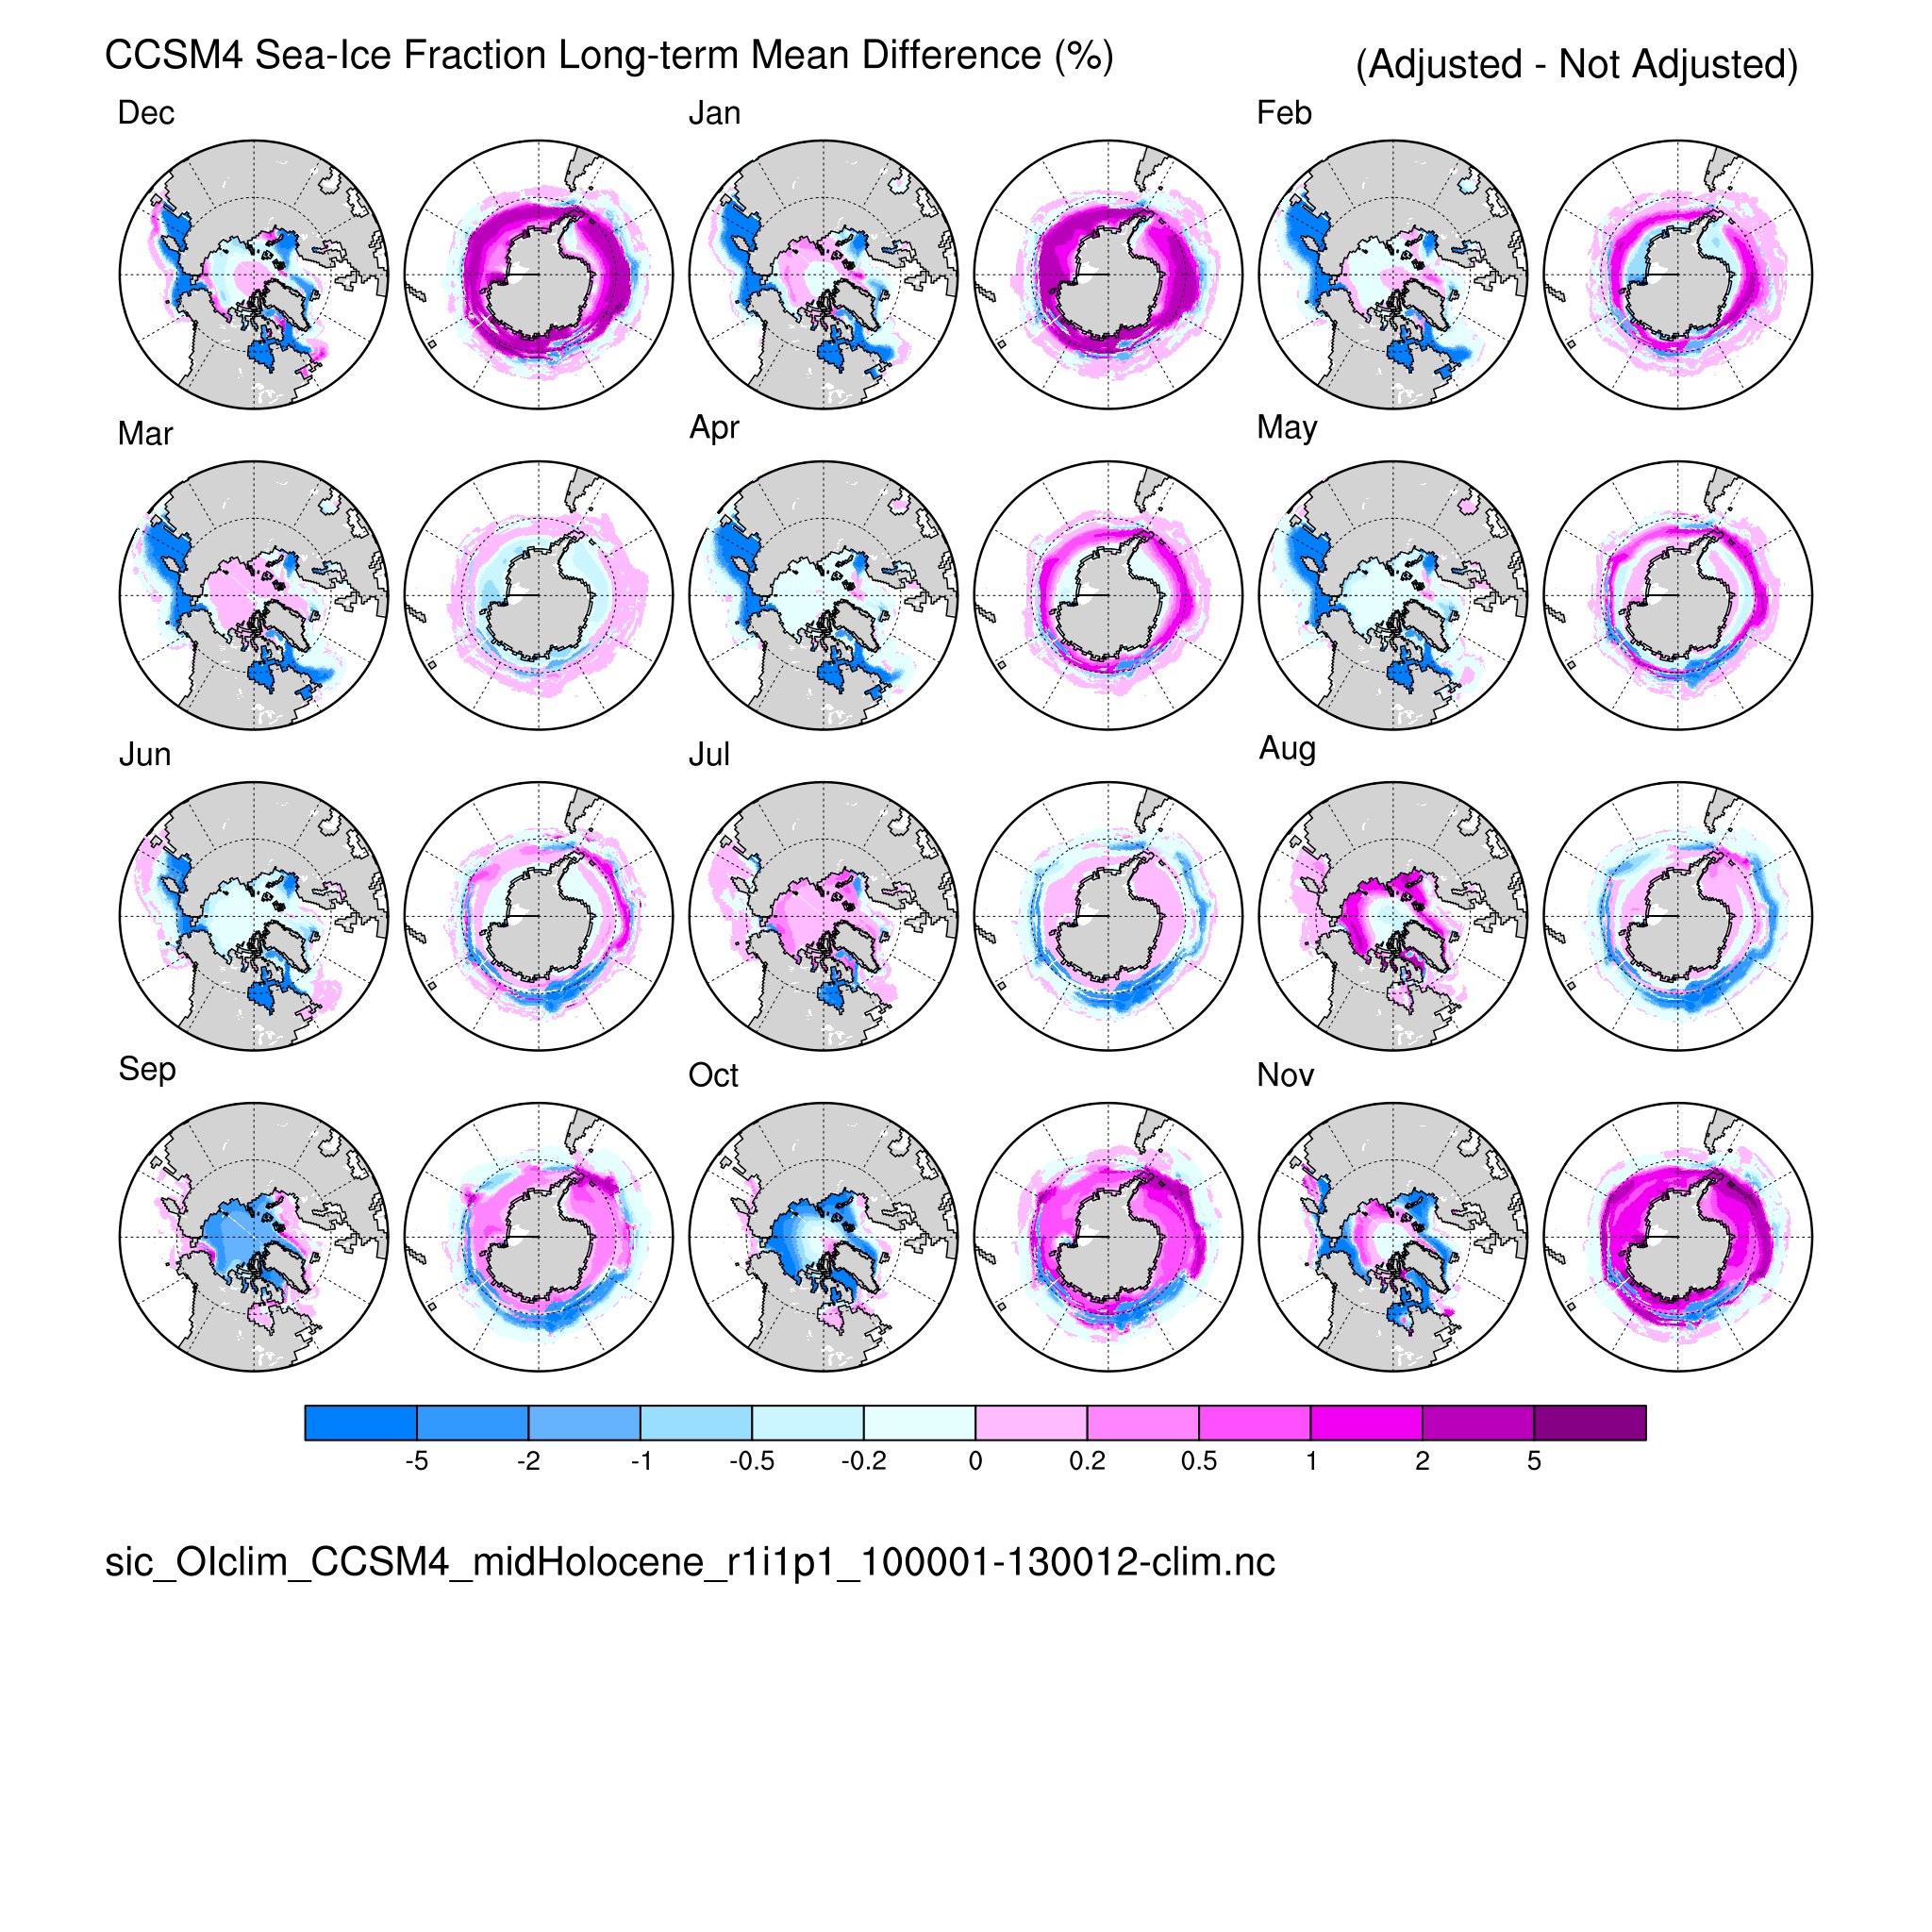 CCSM4 Sea-Ice Fraction Long-term Mean Difference (%)
(Adjusted - Not Adjusted)
Dec
Jan
Feb
Mar
Apr
May
Jun
Jul
Aug
Sep
Oct
Nov
-5 -2 -1 -0.5 -0.2 0 0.2 0.5 1 2 5
sic_OIclim_CCSM4_midHolocene_r1i1p1_100001-130012-clim.nc